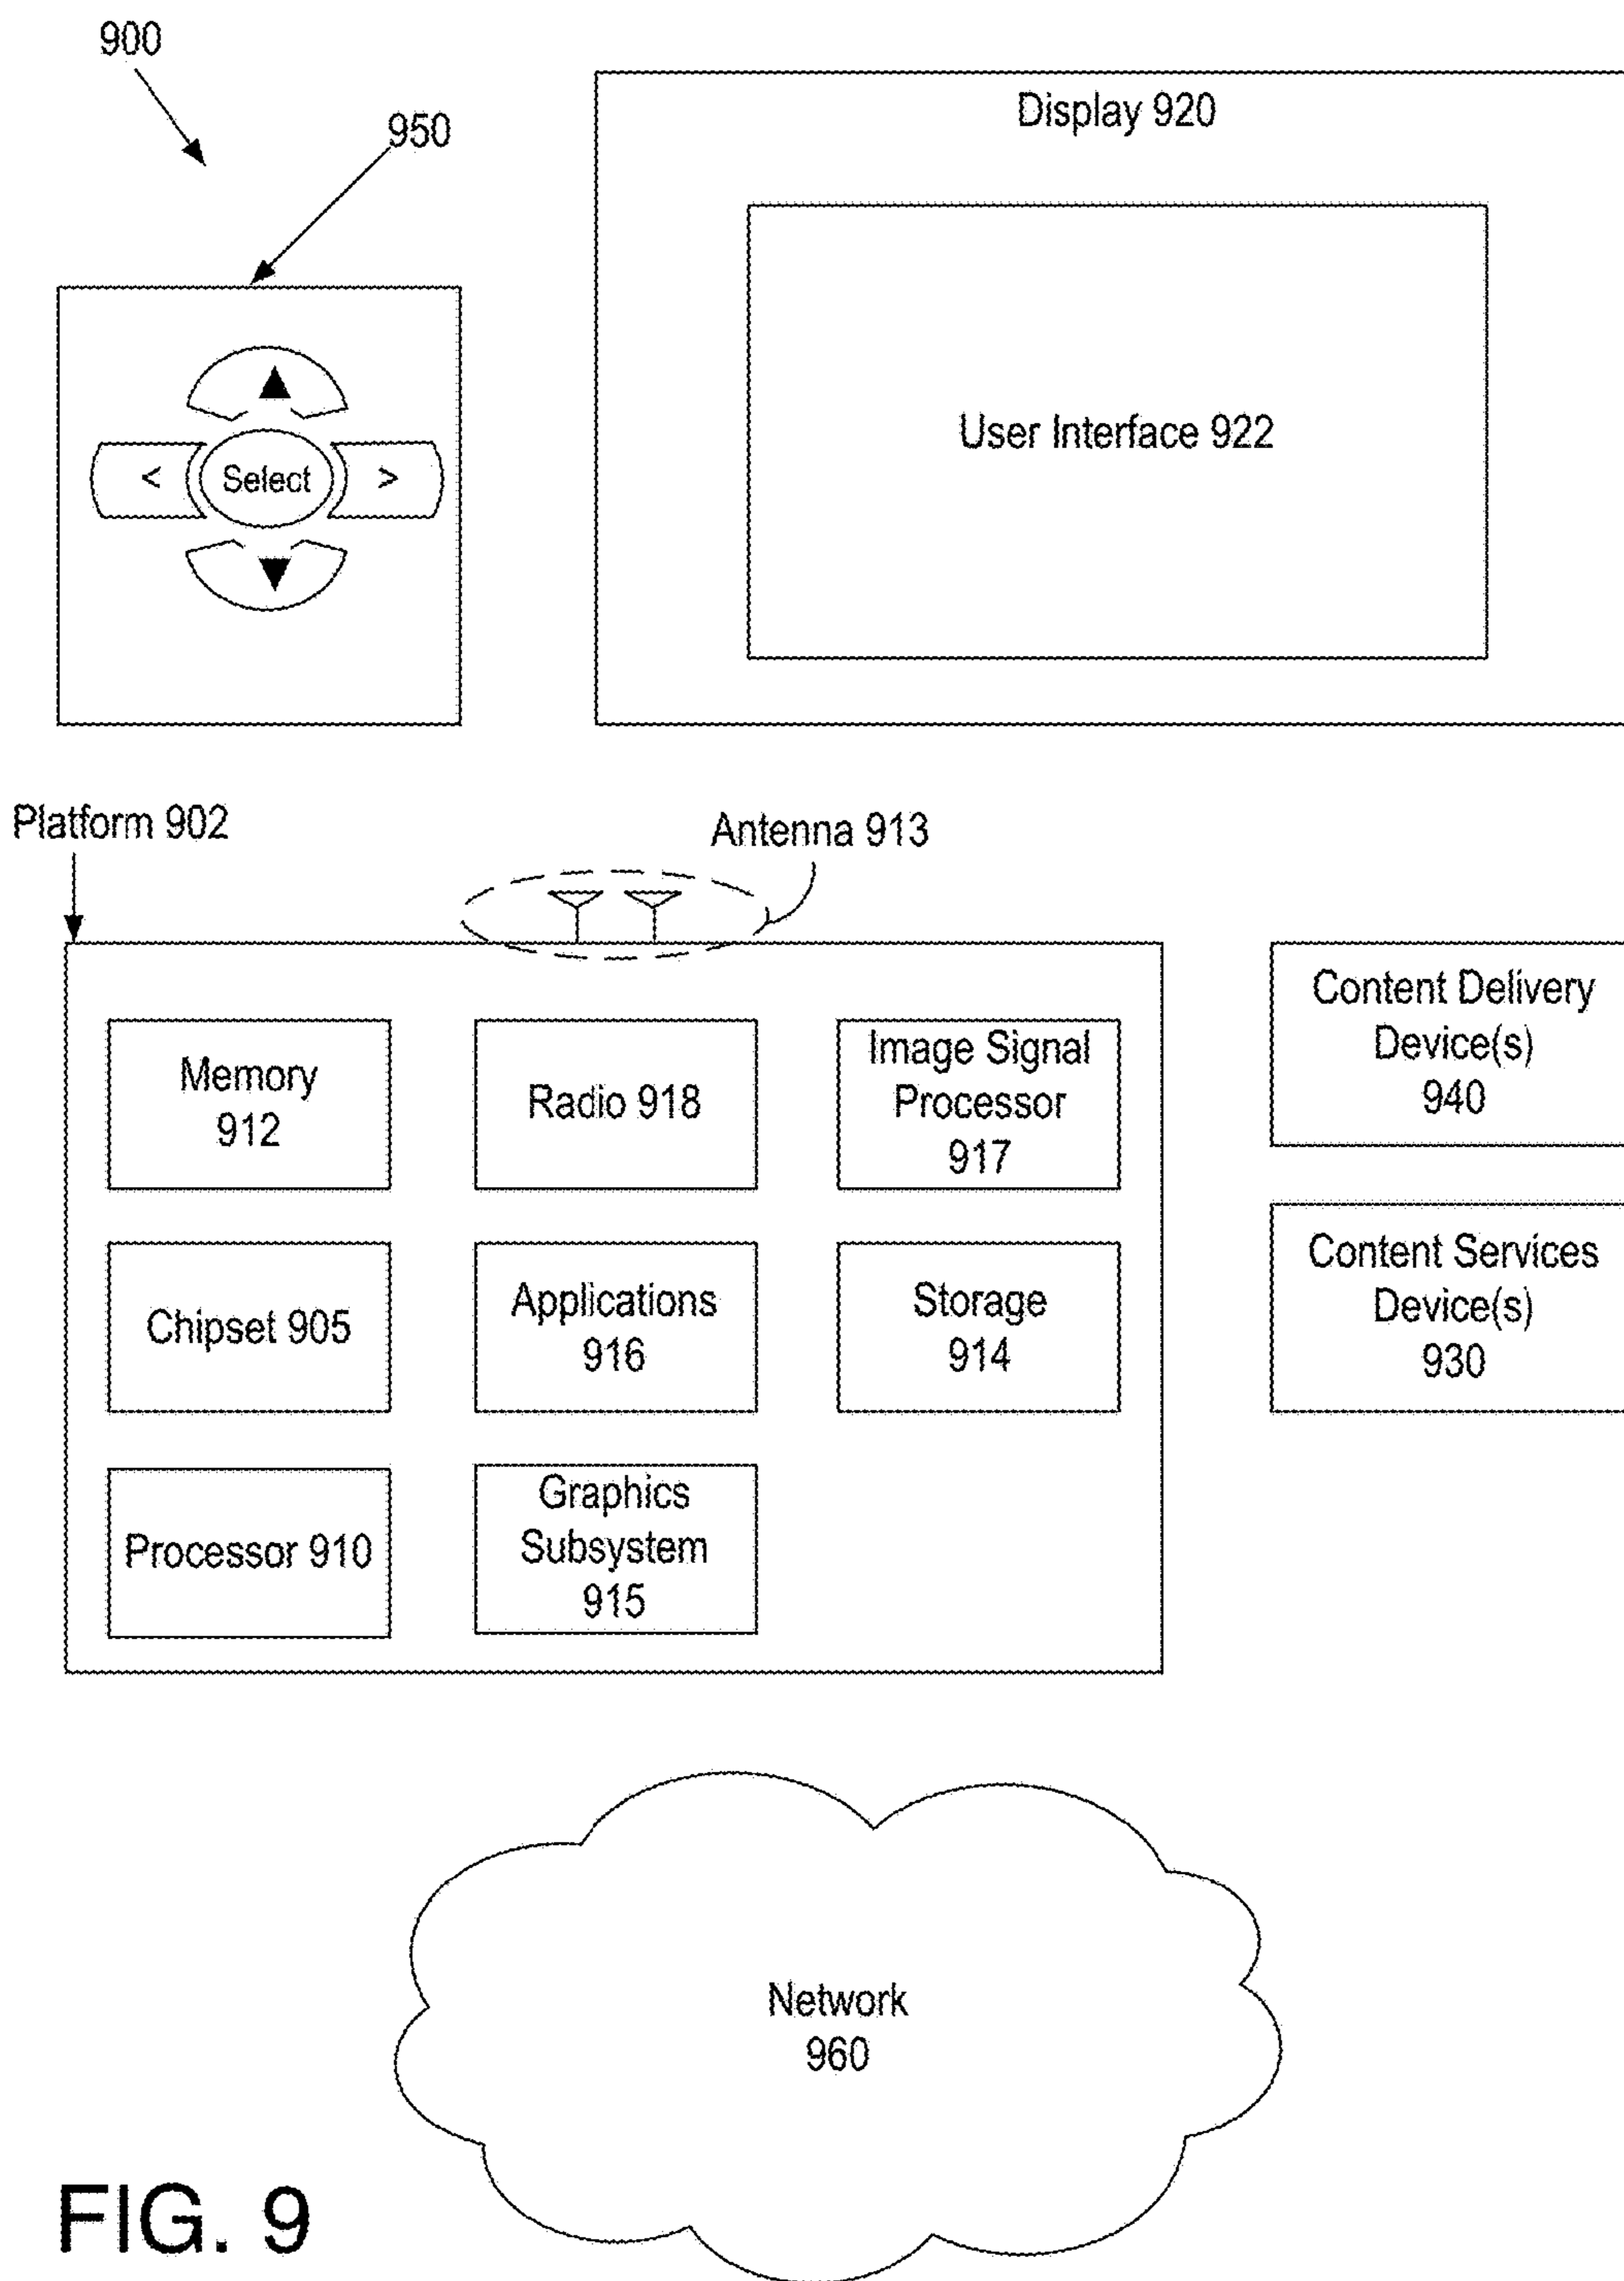 900
950
Display 920
User Interface 922
<
Select
>
Platform 902
Antenna 913
Memory
912
Radio 918
Image Signal
Processor
917
Chipset 905
Applications
916
Storage
914
Processor 910
Graphics
Subsystem
915
Content Delivery
Device(s)
940
Content Services
Device(s)
930
Network
960
FIG. 9